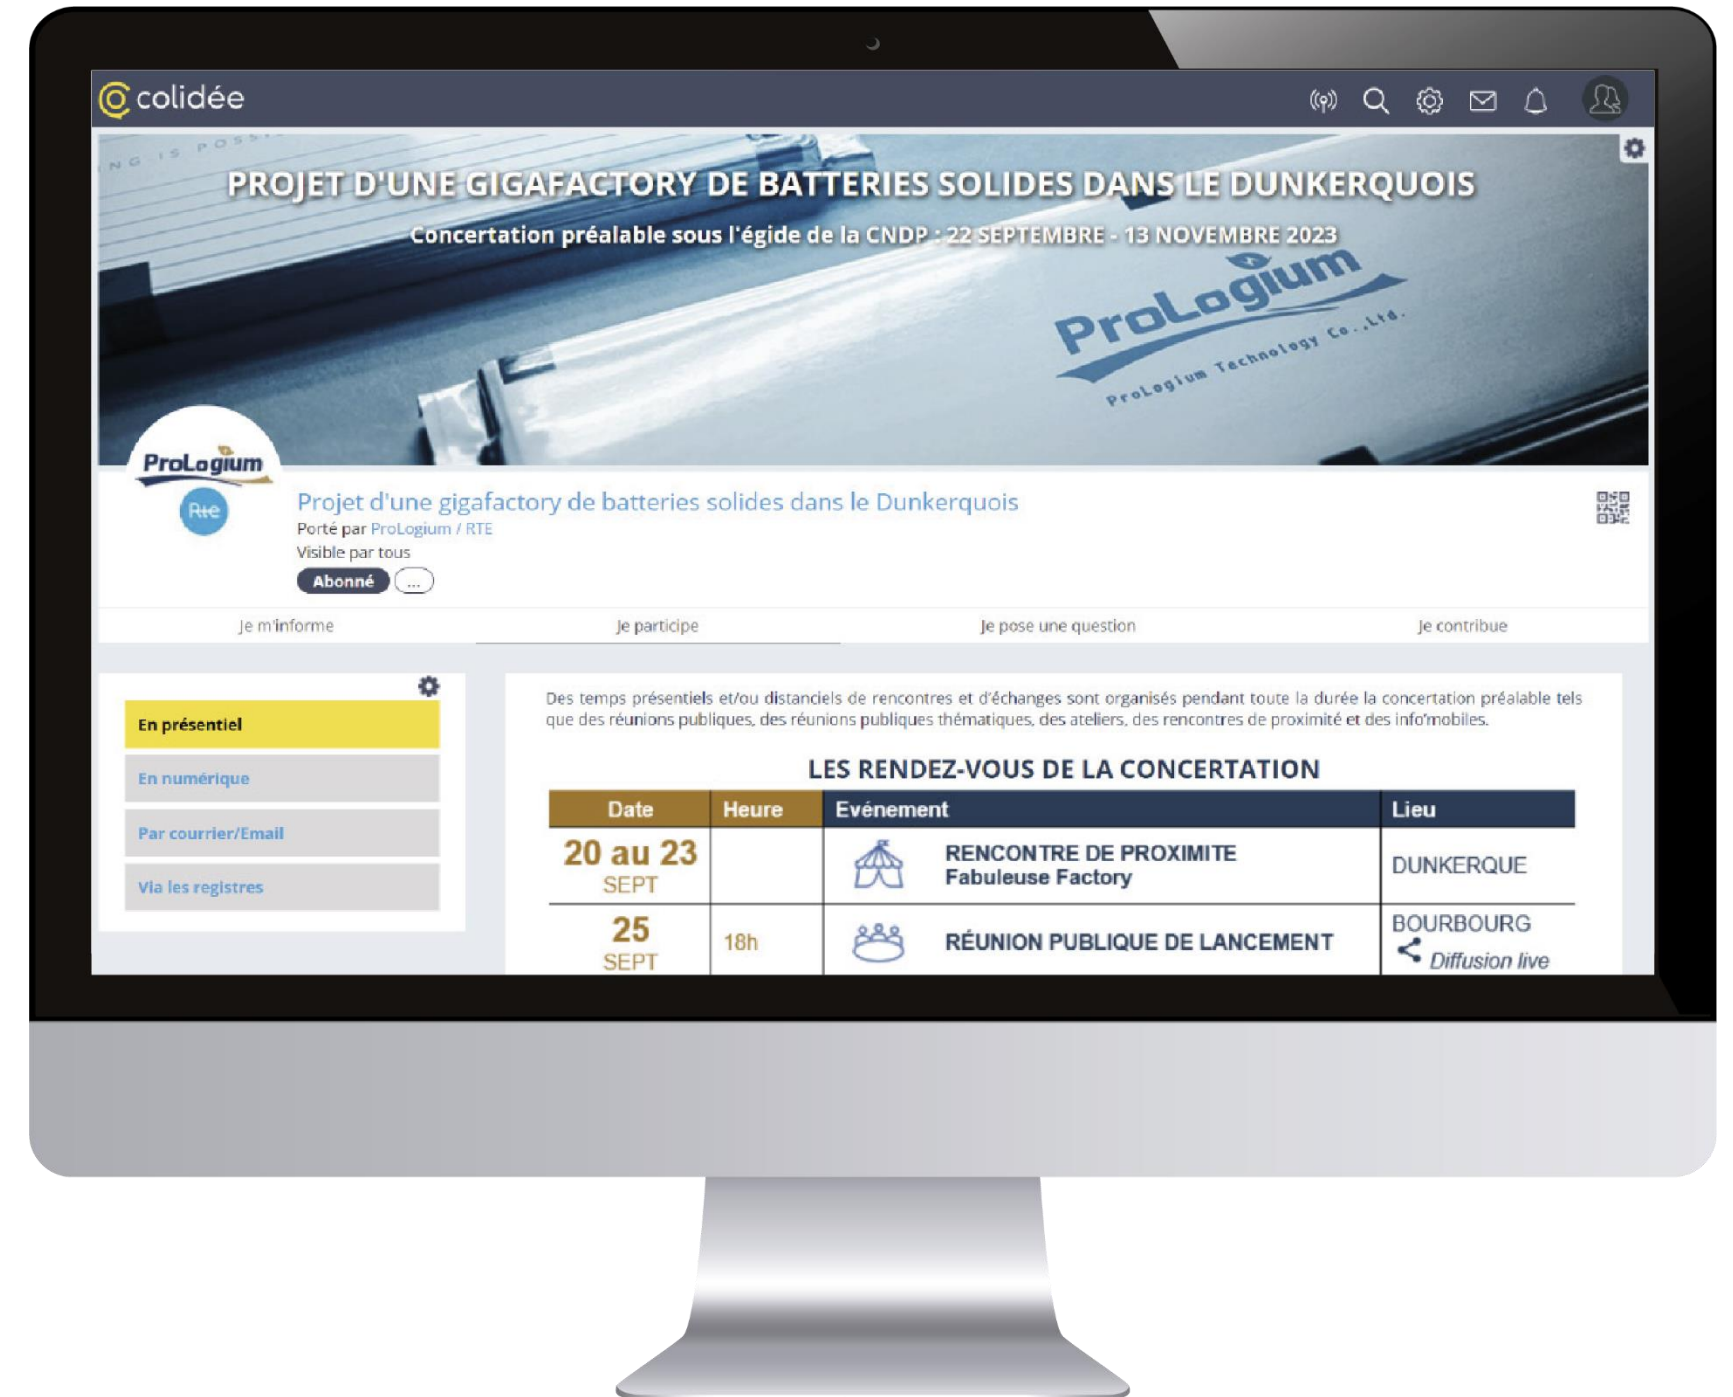 colidée
NG IS POSSI
PROJET D'UNE GIGAFACTORY DE BATTERIES SOLIDES DANS LE DUNKERQUOIS
Concertation préalable sous l'égide de la CNDP : 22 SEPTEMBRE - 13 NOVEMBRE 2023
ProLogium
ProLogium Technology Co.,Ltd.
ProLogium
Rte
Projet d'une gigafactory de batteries solides dans le Dunkerquois
Porté par ProLogium / RTE
Visible par tous
Abonné ...
Je m'informe Je participe Je pose une question Je contribue
En présentiel
En numérique
Par courrier/Email
Via les registres
Des temps présentiels et/ou distanciels de rencontres et d'échanges sont organisés pendant toute la durée la concertation préalable tels
que des réunions publiques, des réunions publiques thématiques, des ateliers, des rencontres de proximité et des info'mobiles.
LES RENDEZ-VOUS DE LA CONCERTATION
Date Heure Evénement Lieu
20 au 23
SEPT
RENCONTRE DE PROXIMITE
Fabuleuse Factory
DUNKERQUE
25
SEPT
18h
RÉUNION PUBLIQUE DE LANCEMENT
BOURBOURG
Diffusion live